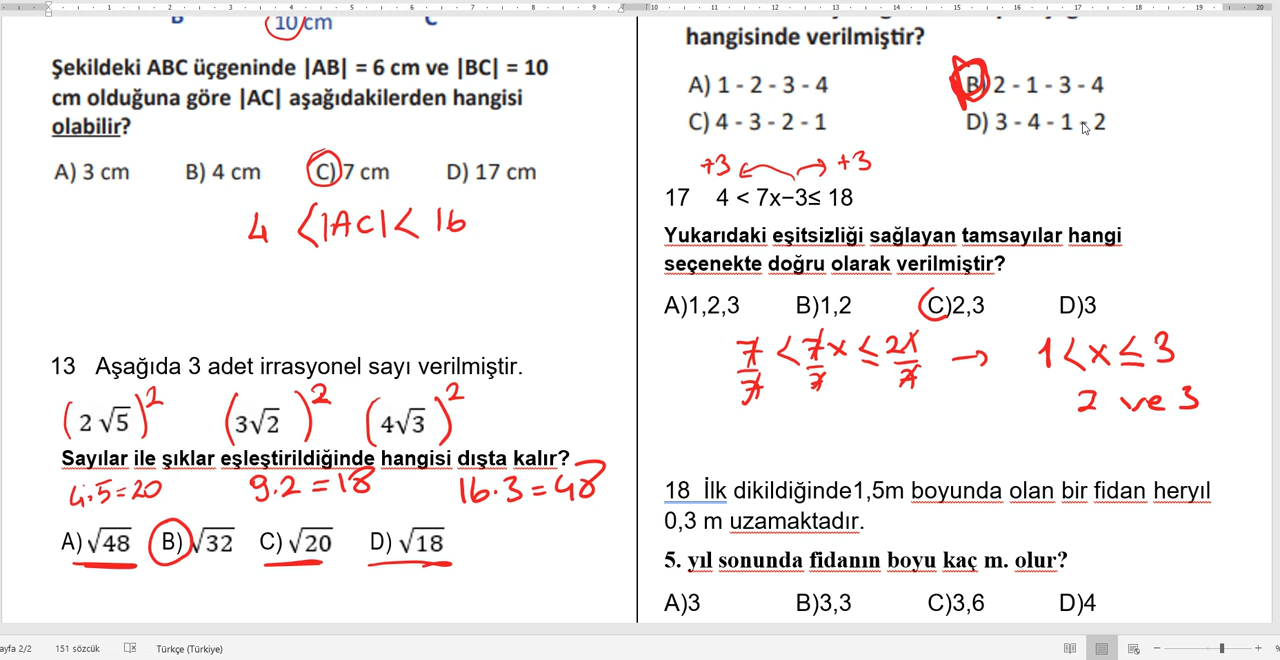 B 10 cm C
Şekildeki ABC üçgeninde |AB| = 6 cm ve |BC| = 10
cm olduğuna göre |AC| aşağıdakilerden hangisi
olabilir?
A) 3 cm B) 4 cm C) 7 cm D) 17 cm
4 < |AC| < 16
13 Aşağıda 3 adet irrasyonel sayı verilmiştir.
(2√5)² (3√2)² (4√3)²
Sayılar ile şıklar eşleştirildiğinde hangisi dışta kalır?
4.5=20 9.2=18 16.3=48
A)√48 B)√32 C)√20 D)√18
hangisinde verilmiştir?
A) 1 - 2 - 3 - 4 B) 2 - 1 - 3 - 4
C) 4 - 3 - 2 - 1 D) 3 - 4 - 1 - 2
+3 +3
17 4 < 7x−3≤ 18
Yukarıdaki eşitsizliği sağlayan tamsayılar hangi
seçenekte doğru olarak verilmiştir?
A)1,2,3 B)1,2 C)2,3 D)3
7/7 < 7x/7 ≤ 21/7 → 1 < x ≤ 3
2 ve 3
18 İlk dikildiğinde1,5m boyunda olan bir fidan heryıl
0,3 m uzamaktadır.
5. yıl sonunda fidanın boyu kaç m. olur?
A)3 B)3,3 C)3,6 D)4
ayfa 2/2 151 sözcük Türkçe (Türkiye)